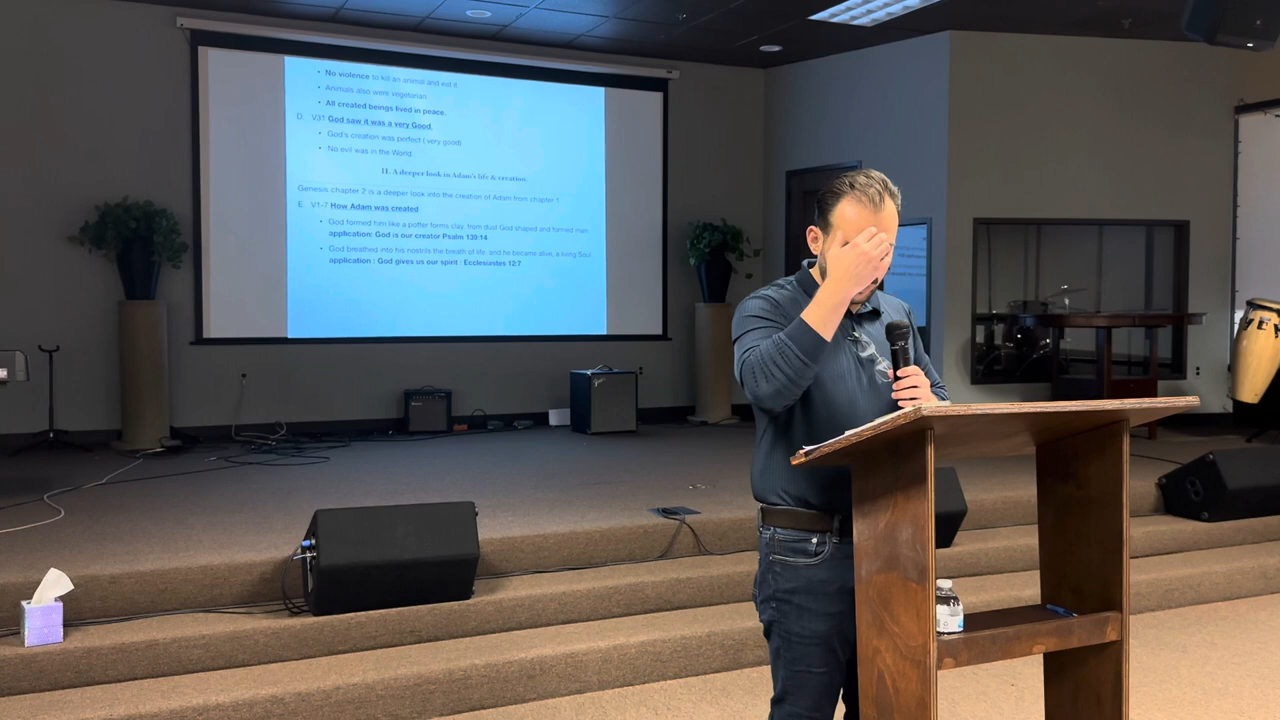 • No violence to kill an animal and eat it.
• Animals also were vegetarian
• All created beings lived in peace.
D. V31 God saw it was a very Good.
• God's creation was perfect ( very good)
• No evil was in the World
II. A deeper look in Adam's life & creation.
Genesis chapter 2 is a deeper look into the creation of Adam from chapter 1
E. V1-7 How Adam was created
• God formed him like a potter forms clay, from dust God shaped and formed man.
application: God is our creator Psalm 139:14
• God breathed into his nostrils the breath of life, and he became alive, a living Soul.
application : God gives us our spirit : Ecclesiastes 12:7